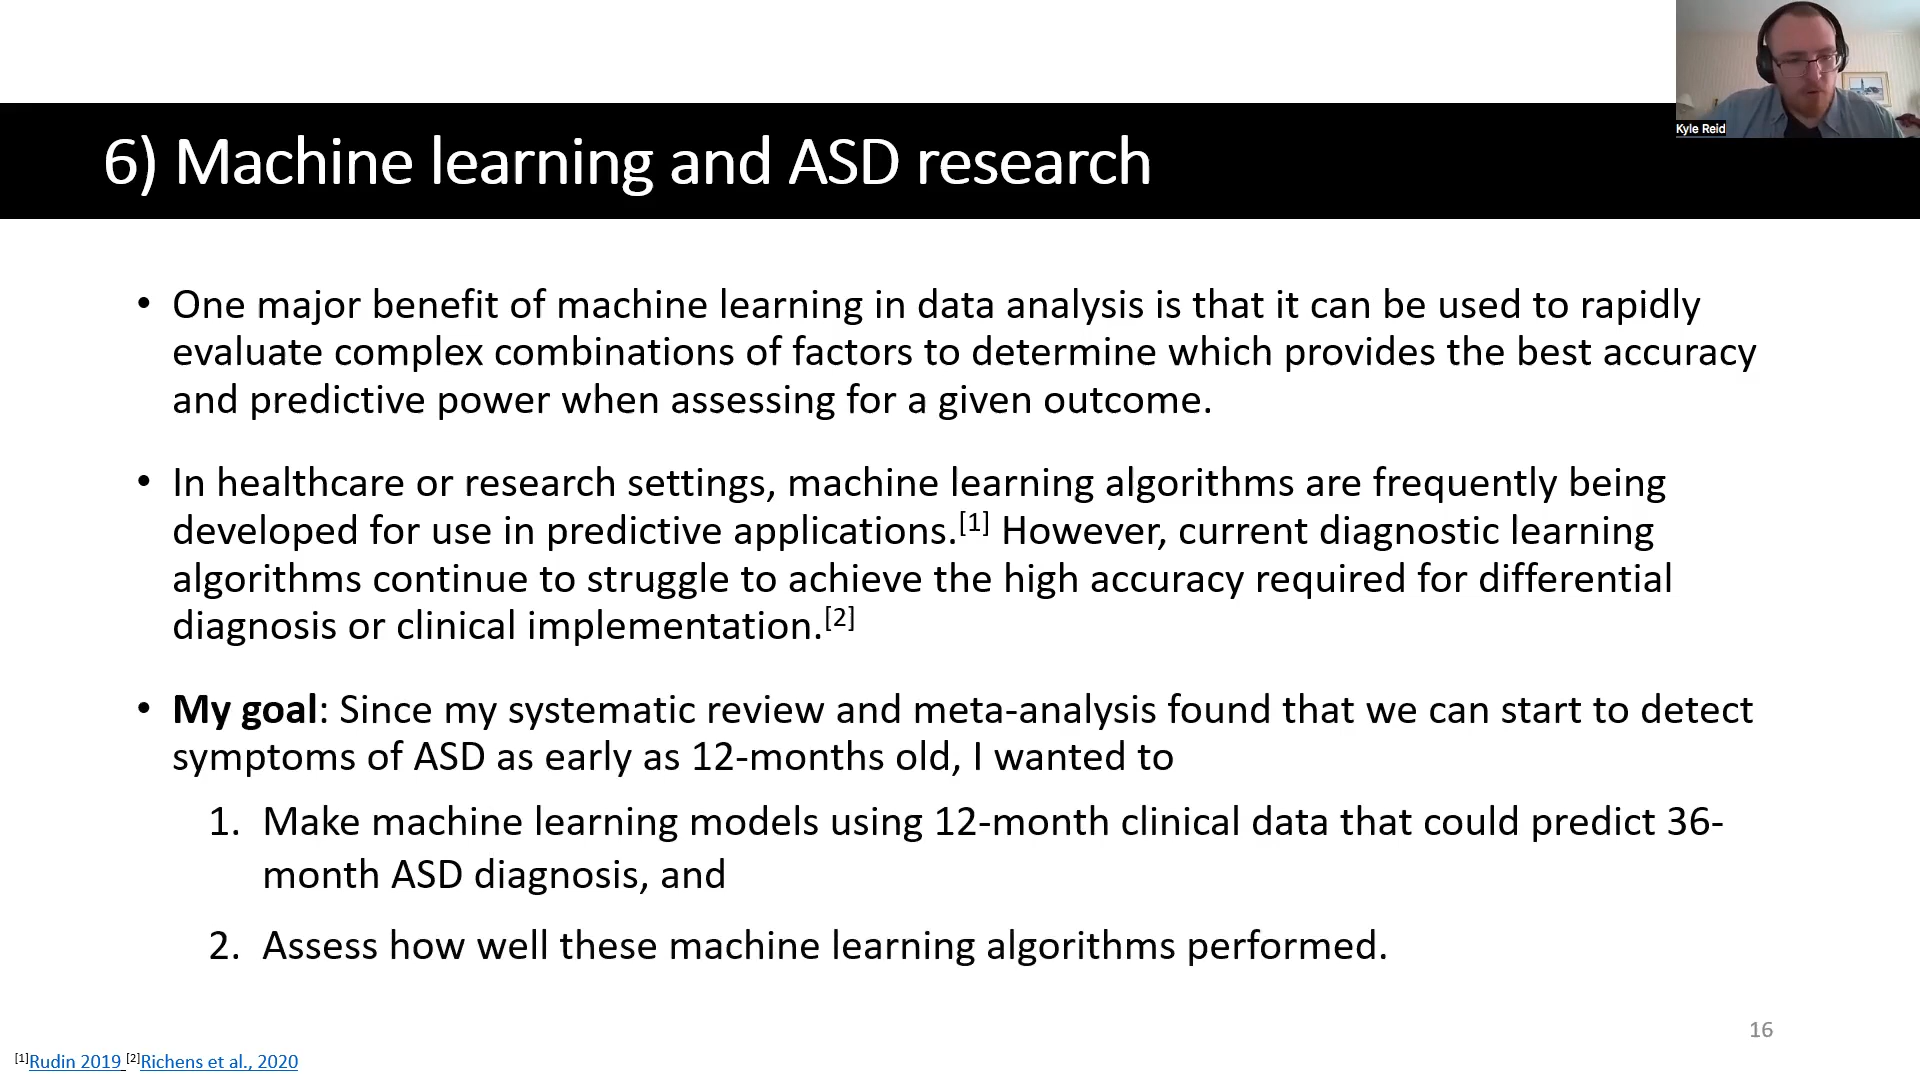 Kyle Reid
6) Machine learning and ASD research
• One major benefit of machine learning in data analysis is that it can be used to rapidly
evaluate complex combinations of factors to determine which provides the best accuracy
and predictive power when assessing for a given outcome.
• In healthcare or research settings, machine learning algorithms are frequently being
developed for use in predictive applications.[1] However, current diagnostic learning
algorithms continue to struggle to achieve the high accuracy required for differential
diagnosis or clinical implementation.[2]
• My goal: Since my systematic review and meta-analysis found that we can start to detect
symptoms of ASD as early as 12-months old, I wanted to
1. Make machine learning models using 12-month clinical data that could predict 36-
month ASD diagnosis, and
2. Assess how well these machine learning algorithms performed.
16
[1]Rudin 2019 [2]Richens et al., 2020